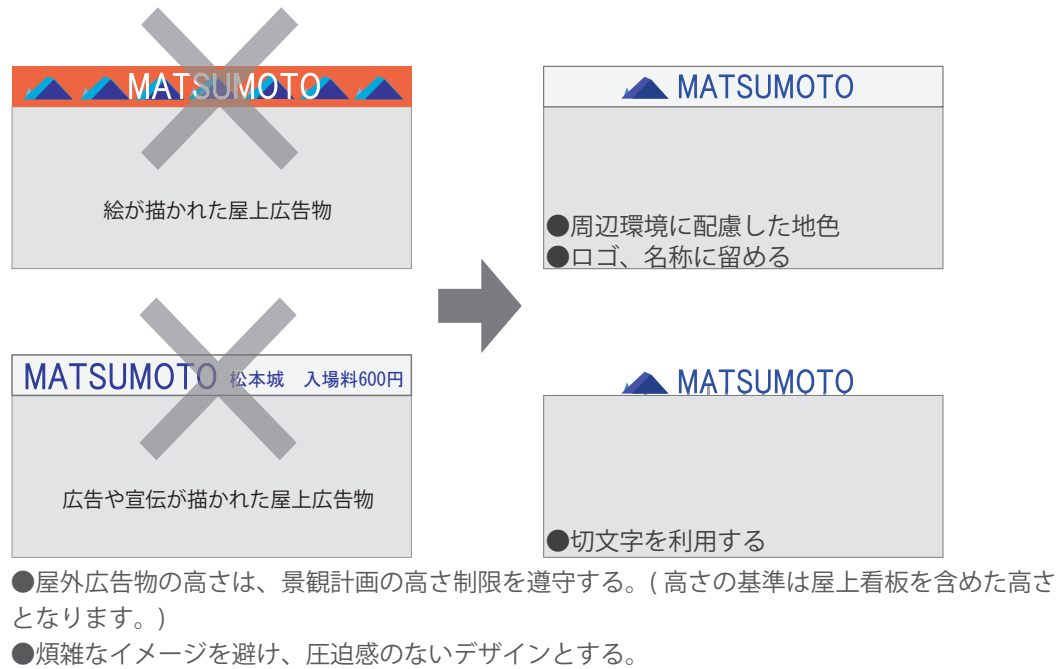 MATSUMOTO
絵が描かれた屋上広告物
MATSUMOTO 松本城 入場料600円
広告や宣伝が描かれた屋上広告物
MATSUMOTO
●周辺環境に配慮した地色
●ロゴ、名称に留める
MATSUMOTO
●切文字を利用する
●屋外広告物の高さは、景観計画の高さ制限を遵守する。( 高さの基準は屋上看板を含めた高さ
となります。)
●煩雑なイメージを避け、圧迫感のないデザインとする。